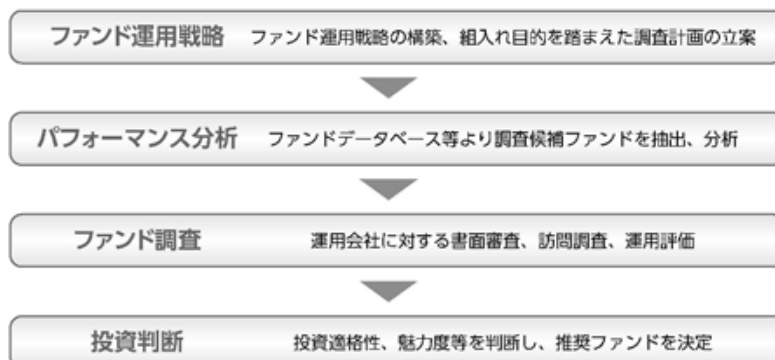 ファンド運用戦略 ファンド運用戦略の構築、組入れ目的を踏まえた調査計画の立案
パフォーマンス分析 ファンドデータベース等より調査候補ファンドを抽出、分析
ファンド調査 運用会社に対する書面審査、訪問調査、運用評価
投資判断 投資適格性、魅力度等を判断し、推奨ファンドを決定